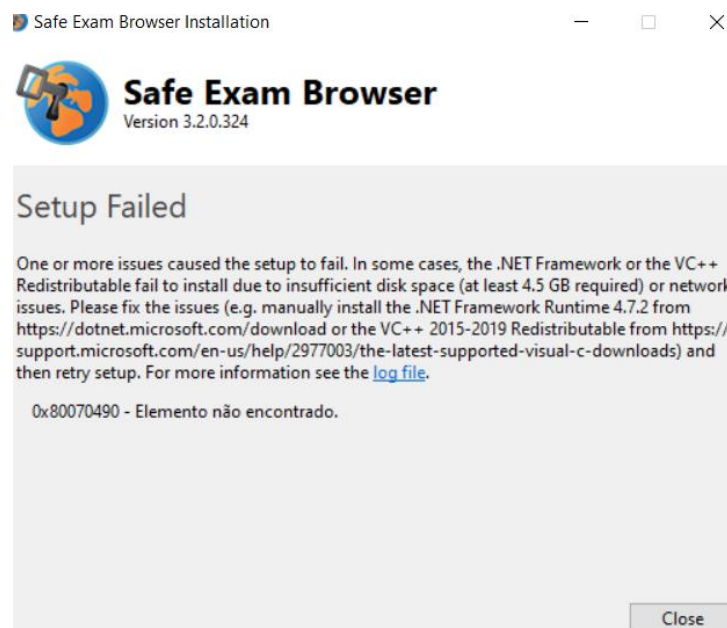 Safe Exam Browser Installation
Safe Exam Browser
Version 3.2.0.324
Setup Failed
One or more issues caused the setup to fail. In some cases, the .NET Framework or the VC++
Redistributable fail to install due to insufficient disk space (at least 4.5 GB required) or network
issues. Please fix the issues (e.g. manually install the .NET Framework Runtime 4.7.2 from
https://dotnet.microsoft.com/download or the VC++ 2015-2019 Redistributable from https://
support.microsoft.com/en-us/help/2977003/the-latest-supported-visual-c-downloads) and
then retry setup. For more information see the log file.
0x80070490 - Elemento não encontrado.
Close